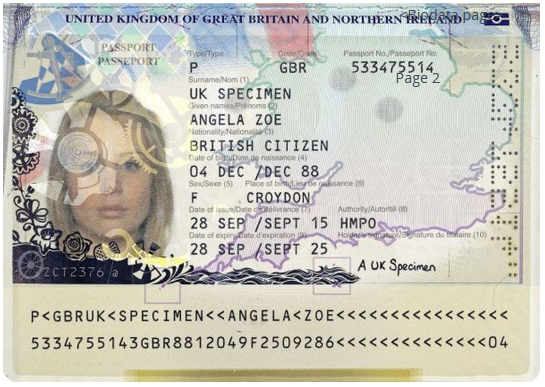 Biodata page
UNITED KINGDOM OF GREAT BRITAIN AND NORTHERN IRELAND
PASSPORT
PASSEPORT
Type/Type Code/Code Passport No./Passeport No.
P GBR 533475514
Page 2
Surname/Nom (1)
UK SPECIMEN
Given names/Prénoms (2)
ANGELA ZOE
Nationality/Nationalité (3)
BRITISH CITIZEN
Date of birth/Date de naissance (4)
04 DEC /DEC 88
Sex/Sexe (5) Place of birth/Lieu de naissance (6)
F CROYDON
Date of issue/Date de délivrance (7) Authority/Autorité (8)
28 SEP /SEPT 15 HMPO
Date of expiry/Date d'expiration (9) Holder's signature/Signature du titulaire (10)
28 SEP /SEPT 25
A UK Specimen
ZCT2376 a
P<GBRUK<SPECIMEN<<ANGELA<ZOE<<<<<<<<<<<<<<<<
5334755143GBR8812049F2509286<<<<<<<<<<<<<<04